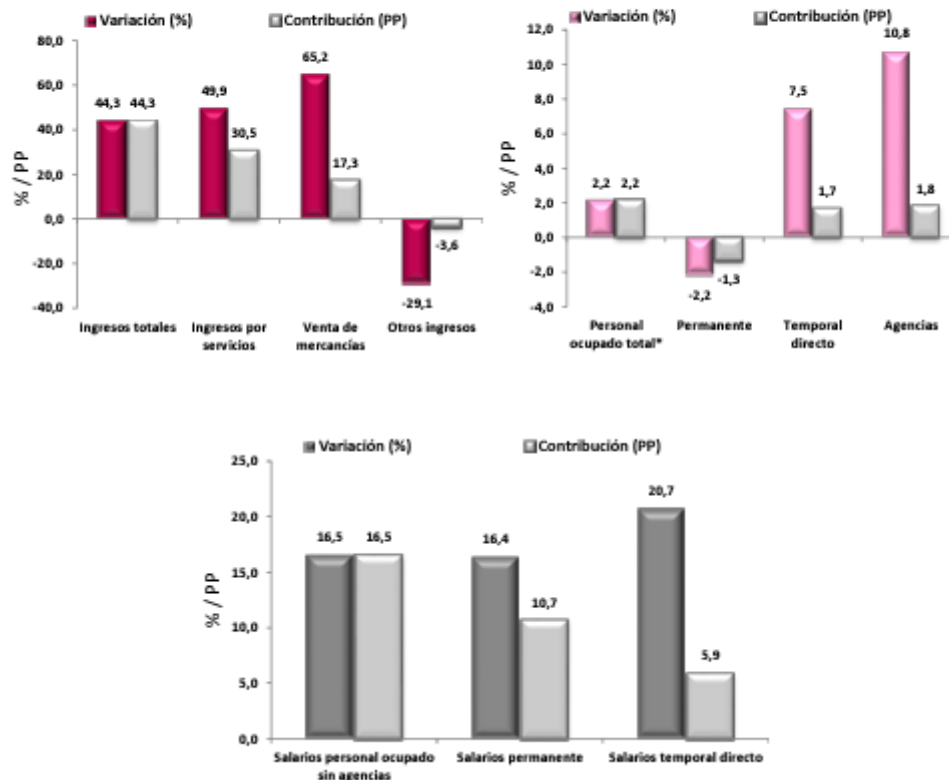 Variación (%) Contribución (PP)
80,0
60,0
40,0
20,0
0,0
-20,0
-40,0
% / PP
44,3 44,3
49,9 30,5
65,2 17,3
-29,1 -3,6
Ingresos totales
Ingresos por
servicios
Venta de
mercancías
Otros ingresos
Variación (%) Contribución (PP)
12,0
10,0
8,0
6,0
4,0
2,0
0,0
-2,0
-4,0
% / PP
2,2 2,2
-2,2 -1,3
7,5 1,7
10,8 1,8
Personal
ocupado total*
Permanente
Temporal
directo
Agencias
Variación (%) Contribución (PP)
25,0
20,0
15,0
10,0
5,0
0,0
% / PP
16,5 16,5
16,4 10,7
20,7 5,9
Salarios personal ocupado
sin agencias
Salarios permanente
Salarios temporal directo